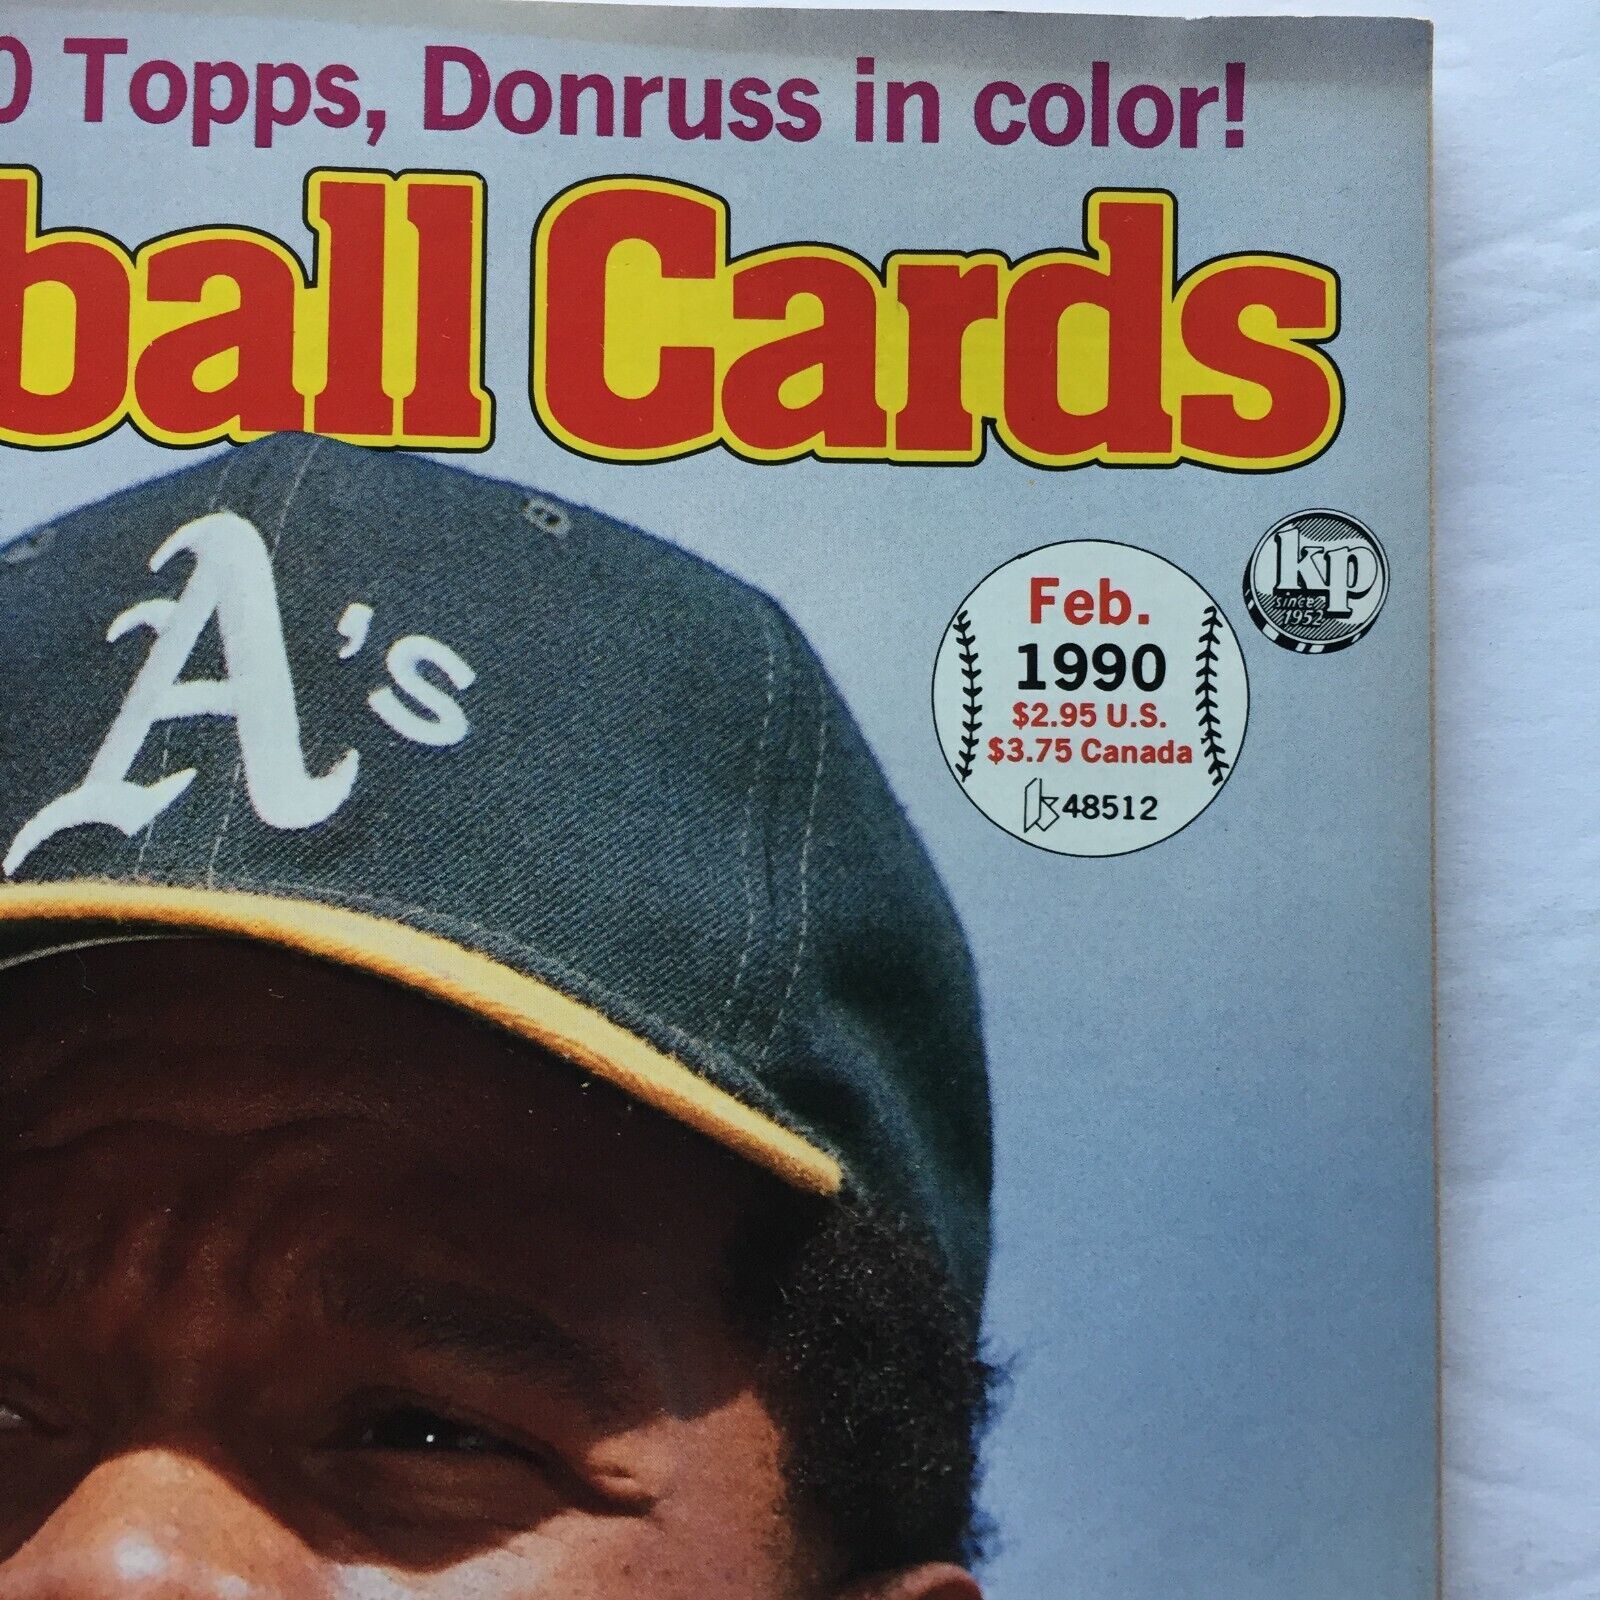 0 Topps, Donruss in color!
ball Cards
A's
Feb.
1990
$2.95 U.S.
$3.75 Canada
48512
kp
since
1952